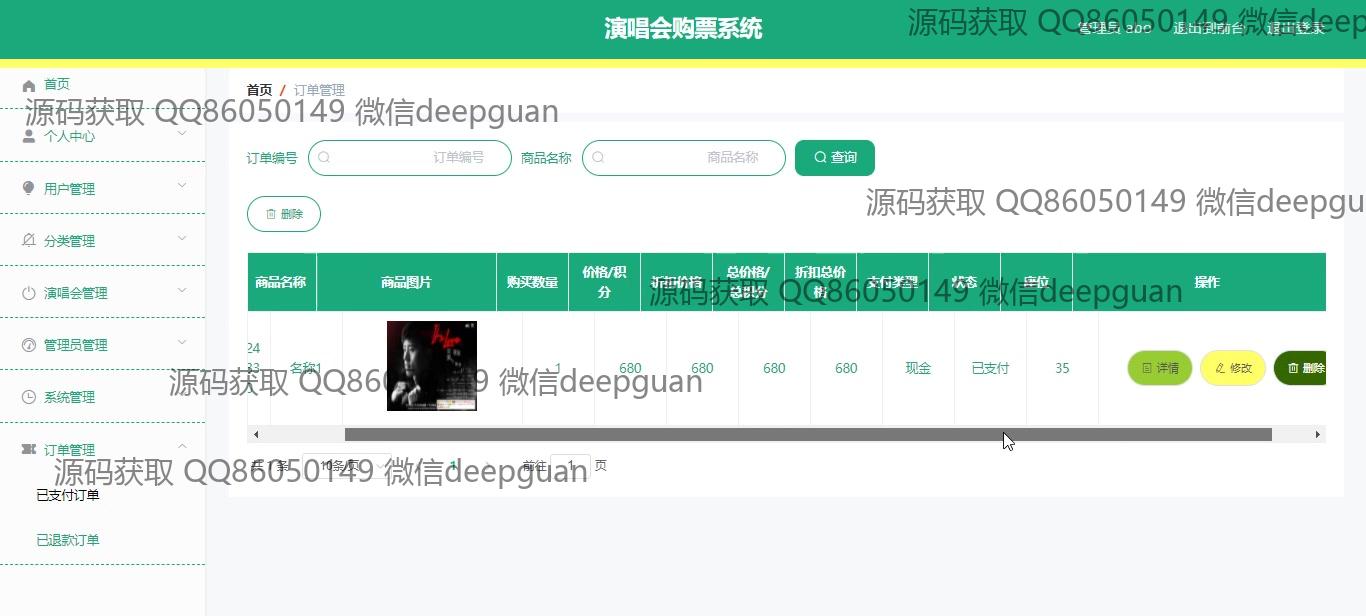 演唱会购票系统
管理员 abo 退出到前台 退出登录
源码获取 QQ86050149 微信deep
首页
首页 / 订单管理
源码获取 QQ86050149 微信deepguan
个人中心
订单编号 订单编号 商品名称 商品名称 查询
用户管理
源码获取 QQ86050149 微信deepgu
删除
分类管理
商品名称 商品图片 购买数量 价格/积分 折扣价格 总价格/总积分 折扣总价格 支付类型 状态 座位 操作
源码获取 QQ86050149 微信deepguan
演唱会管理
管理员管理
24
33 名称1 1 680 680 680 680 现金 已支付 35 详情 修改 删除
源码获取 QQ86050149 微信deepguan
系统管理
订单管理
共 1 条 10条/页 1 前往 1 页
源码获取 QQ86050149 微信deepguan
已支付订单
已退款订单